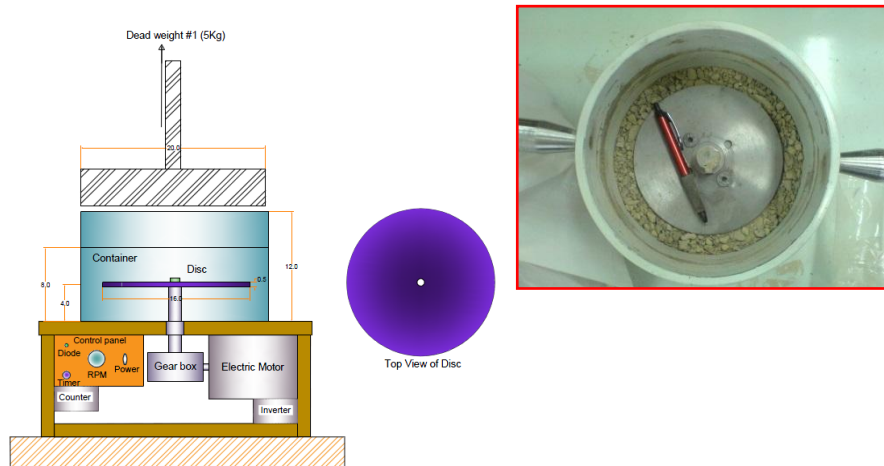 Dead weight #1 (5Kg)
20.0
Container
Disc
0.5
12.0
8.0
4.0
16.0
Control panel
Diode
RPM
Power
Timer
Counter
Gear box
Electric Motor
Inverter
Top View of Disc